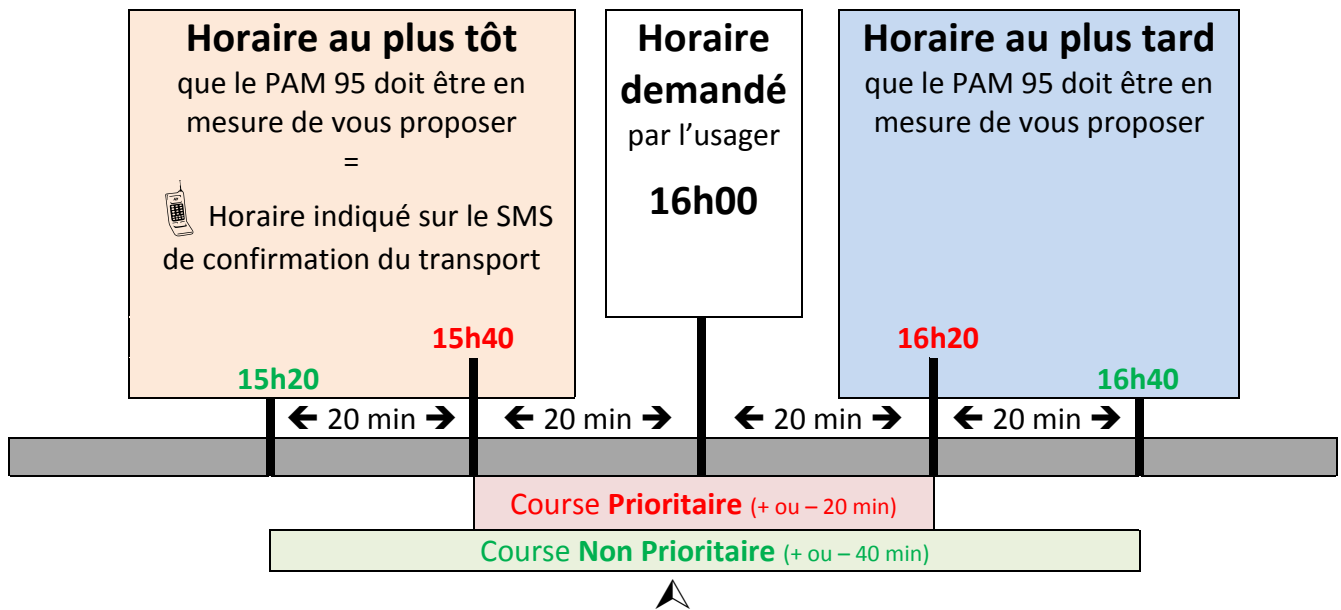 Horaire au plus tôt
que le PAM 95 doit être en
mesure de vous proposer
=
Horaire indiqué sur le SMS
de confirmation du transport
15h40
15h20
Horaire
demandé
par l'usager
16h00
Horaire au plus tard
que le PAM 95 doit être en
mesure de vous proposer
16h20
16h40
🡸 20 min 🡺 🡸 20 min 🡺 🡸 20 min 🡺 🡸 20 min 🡺
Course Prioritaire (+ ou – 20 min)
Course Non Prioritaire (+ ou – 40 min)